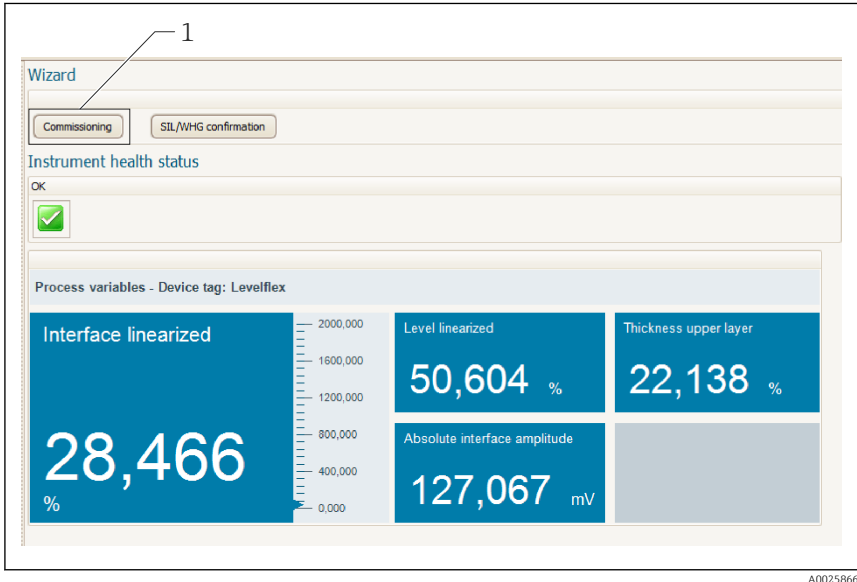 1
Wizard
Commissioning
SIL/WHG confirmation
Instrument health status
OK
Process variables - Device tag: Levelflex
Interface linearized
28,466
%
2000,000
1600,000
1200,000
800,000
400,000
0,000
Level linearized
50,604 %
Thickness upper layer
22,138 %
Absolute interface amplitude
127,067 mV
A0025866